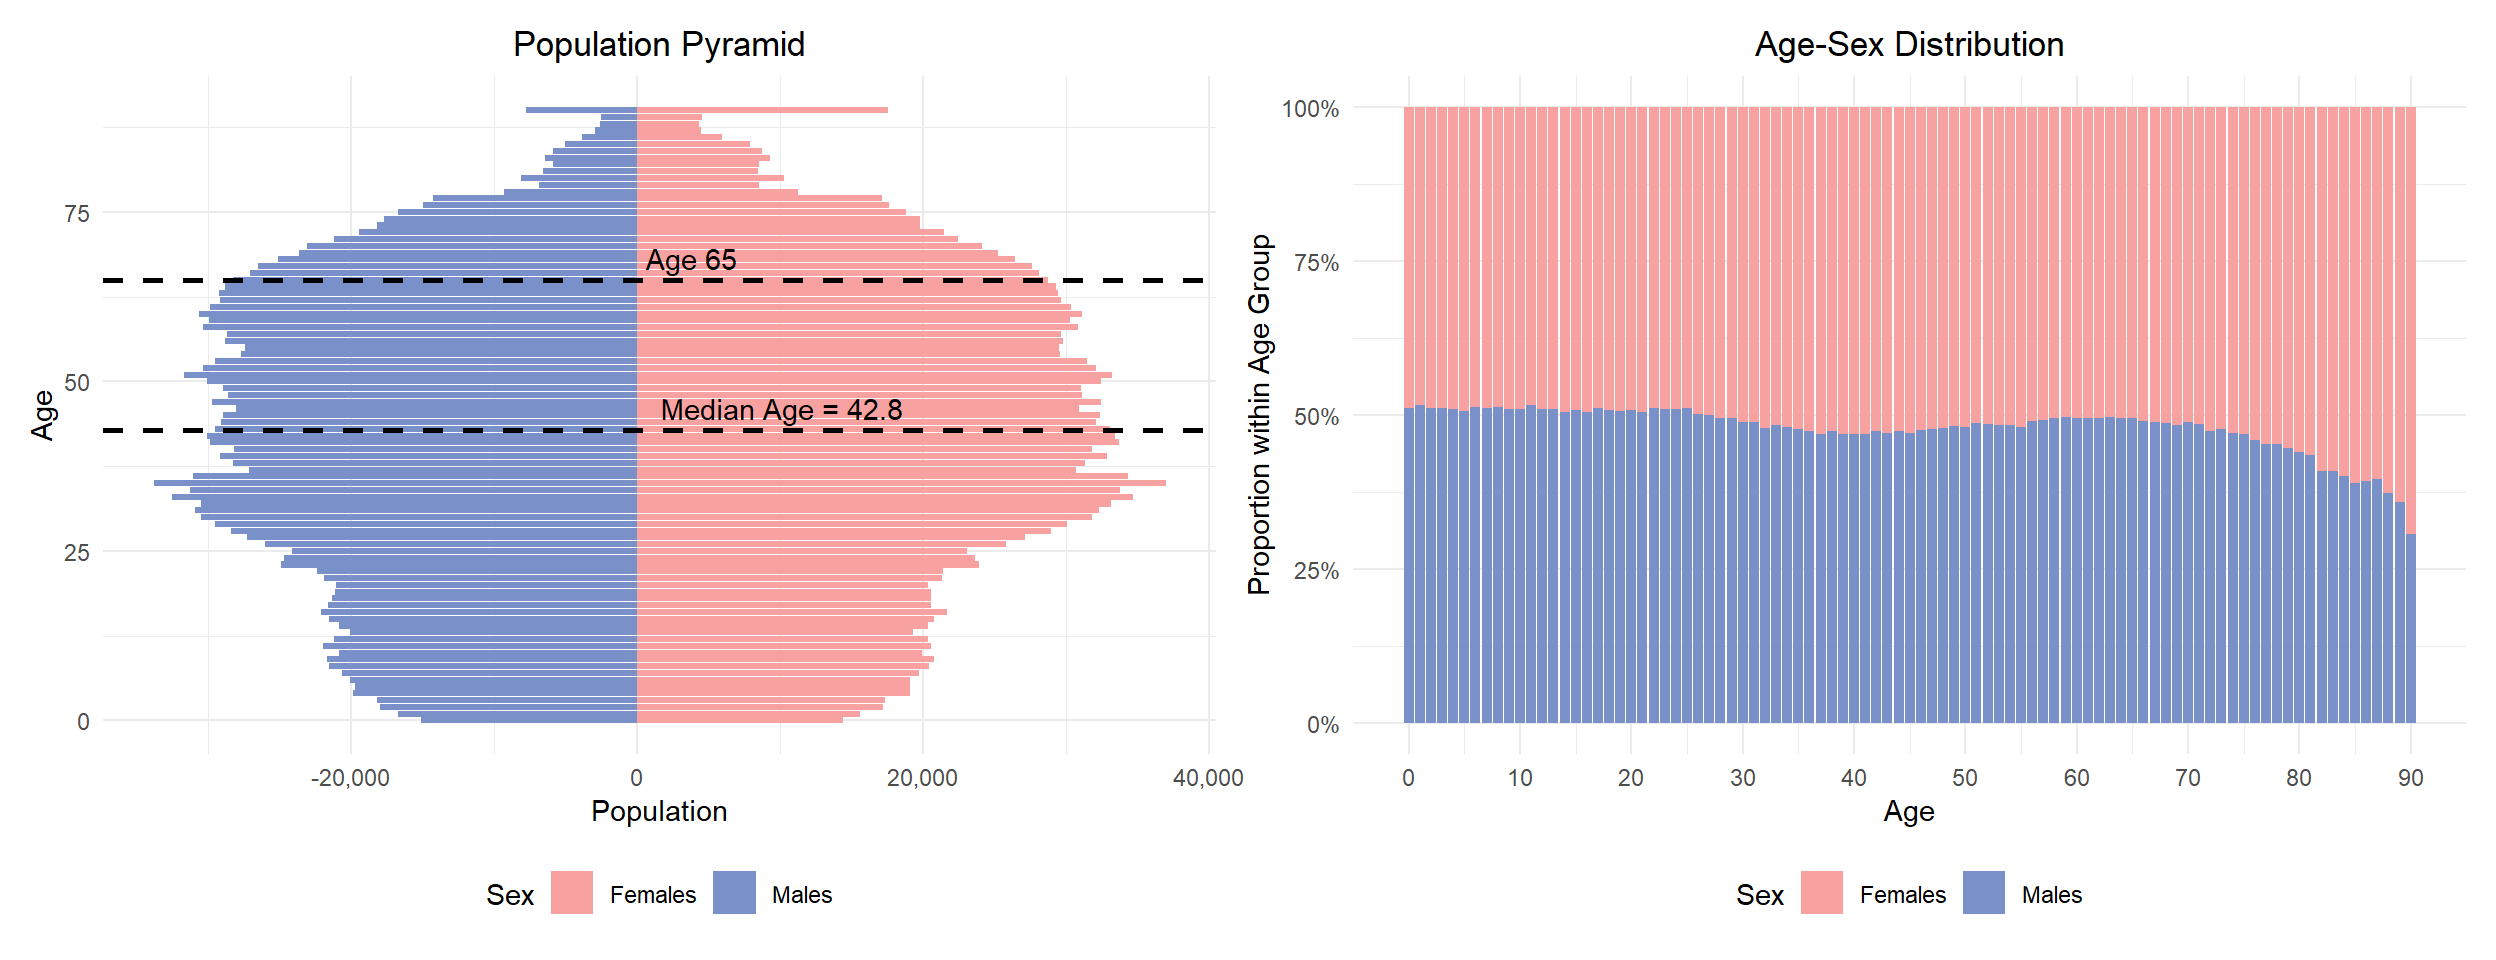 Population Pyramid
Age
75
50
25
0
Age 65
Median Age = 42.8
-20,000
0
20,000
40,000
Population
Sex
Females
Males
Age-Sex Distribution
Proportion within Age Group
100%
75%
50%
25%
0%
0
10
20
30
40
50
60
70
80
90
Age
Sex
Females
Males